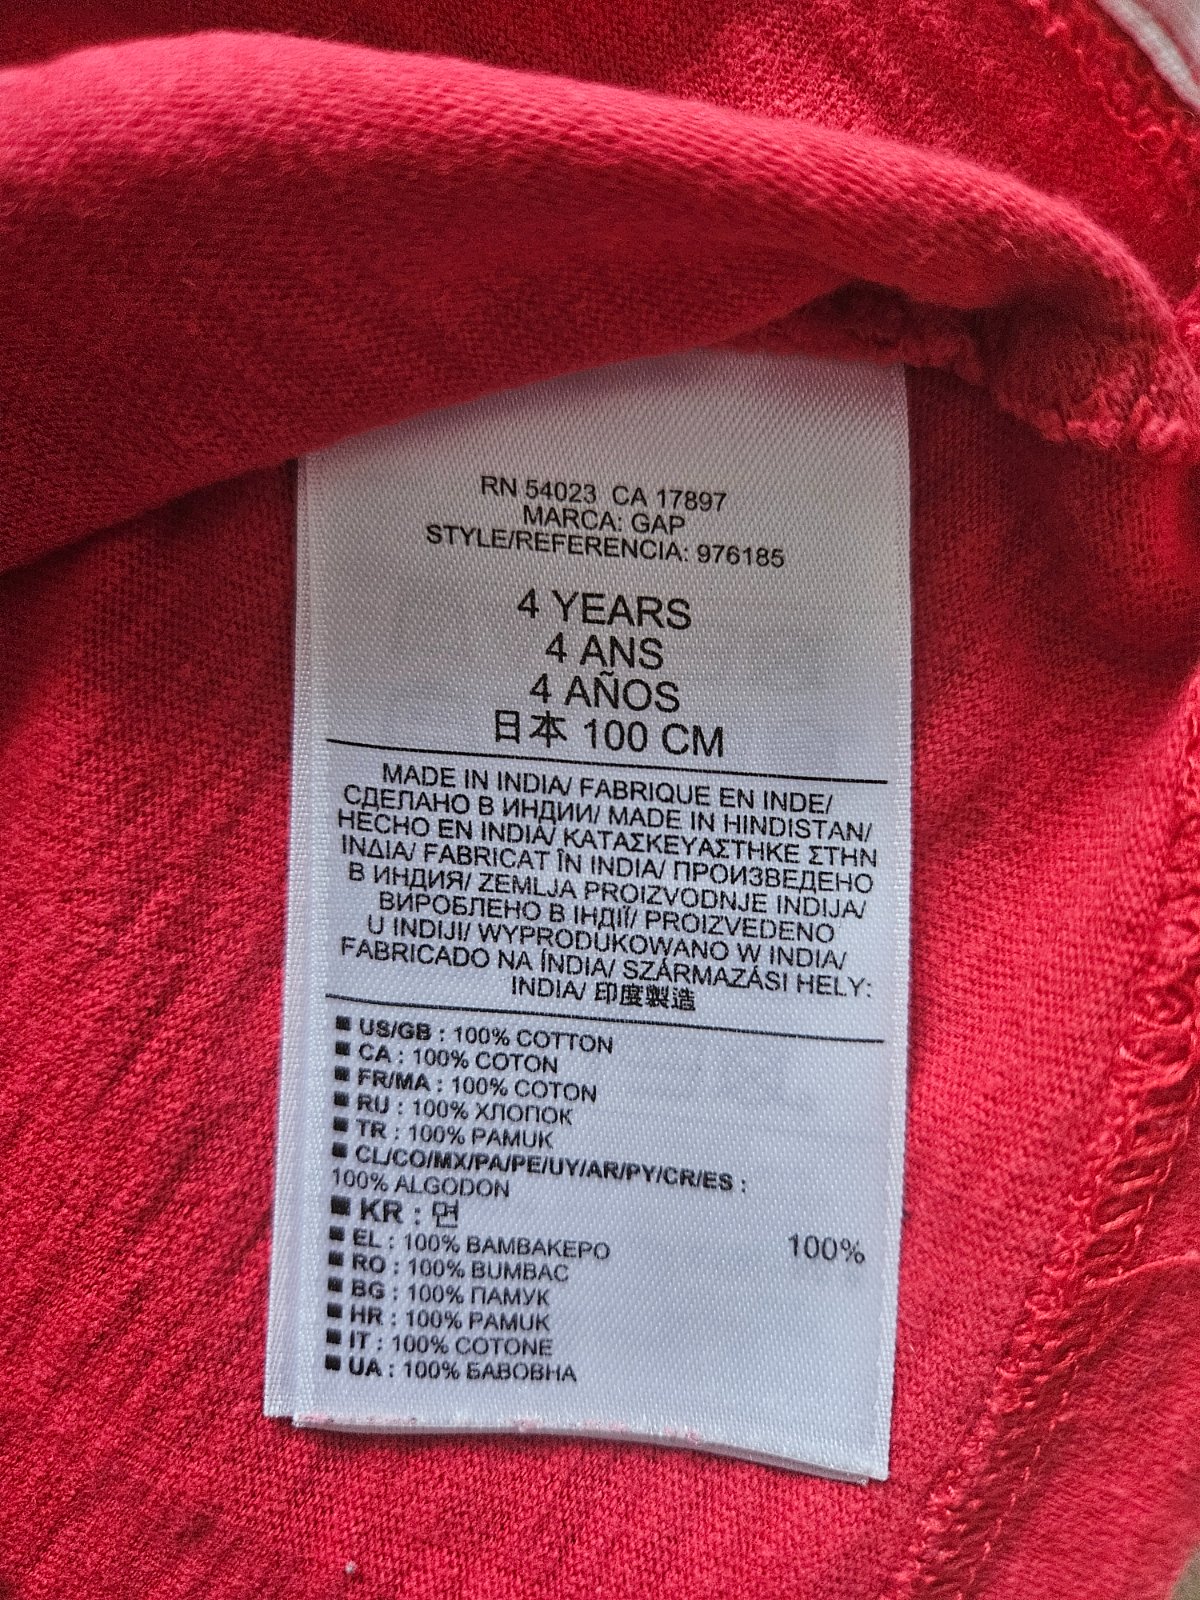 RN 54023 CA 17897
MARCA: GAP
STYLE/REFERENCIA: 976185
4 YEARS
4 ANS
4 AÑOS
日本 100 CM
MADE IN INDIA/ FABRIQUE EN INDE/
СДЕЛАНО В ИНДИИ/ MADE IN HINDISTAN/
HECHO EN INDIA/ ΚΑΤΑΣΚΕΥΑΣΤΗΚΕ ΣΤΗΝ
ΙΝΔΙΑ/ FABRICAT ÎN INDIA/ ПРОИЗВЕДЕНО
В ИНДИЯ/ ZEMLJA PROIZVODNJE INDIJA/
ВИРОБЛЕНО В ІНДІЇ/ PROIZVEDENO
U INDIJI/ WYPRODUKOWANO W INDIA/
FABRICADO NA ÍNDIA/ SZÁRMAZÁSI HELY:
INDIA/ 印度製造
■ US/GB : 100% COTTON
■ CA : 100% COTON
■ FR/MA : 100% COTON
■ RU : 100% ХЛОПОК
■ TR : 100% PAMUK
■ CL/CO/MX/PA/PE/UY/AR/PY/CR/ES :
100% ALGODON
■ KR : 면 100%
■ EL : 100% ΒΑΜΒΑΚΕΡΟ
■ RO : 100% BUMBAC
■ BG : 100% ПАМУК
■ HR : 100% PAMUK
■ IT : 100% COTONE
■ UA : 100% БАВОВНА